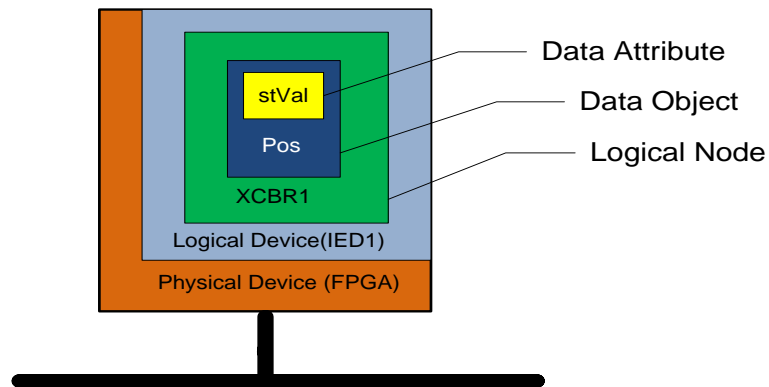 Data Attribute
stVal
Data Object
Pos
Logical Node
XCBR1
Logical Device(IED1)
Physical Device (FPGA)